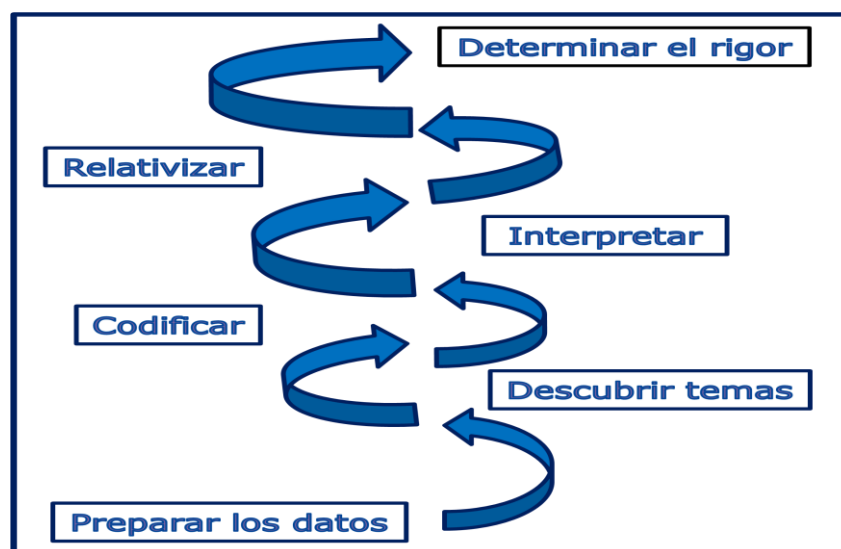 Determinar el rigor
Relativizar
Interpretar
Codificar
Descubrir temas
Preparar los datos